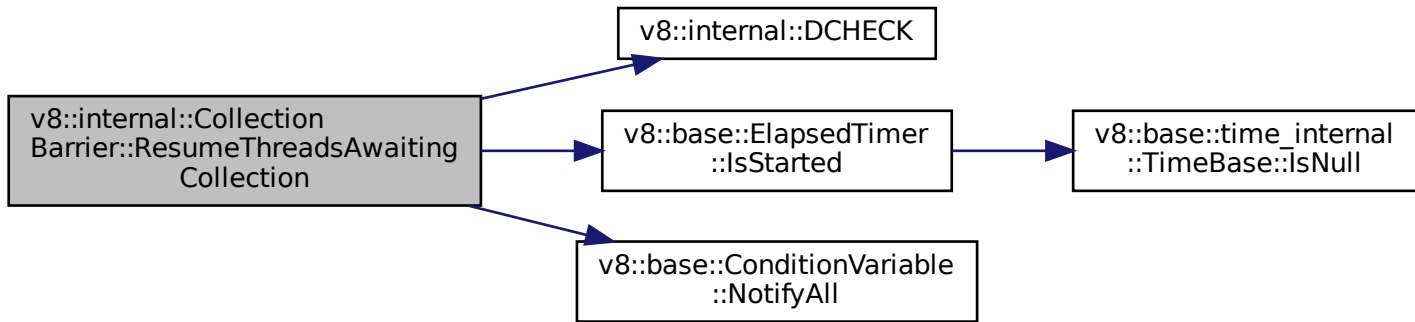 v8::internal::Collection
Barrier::ResumeThreadsAwaiting
Collection
v8::internal::DCHECK
v8::base::ElapsedTimer
::IsStarted
v8::base::time_internal
::TimeBase::IsNull
v8::base::ConditionVariable
::NotifyAll